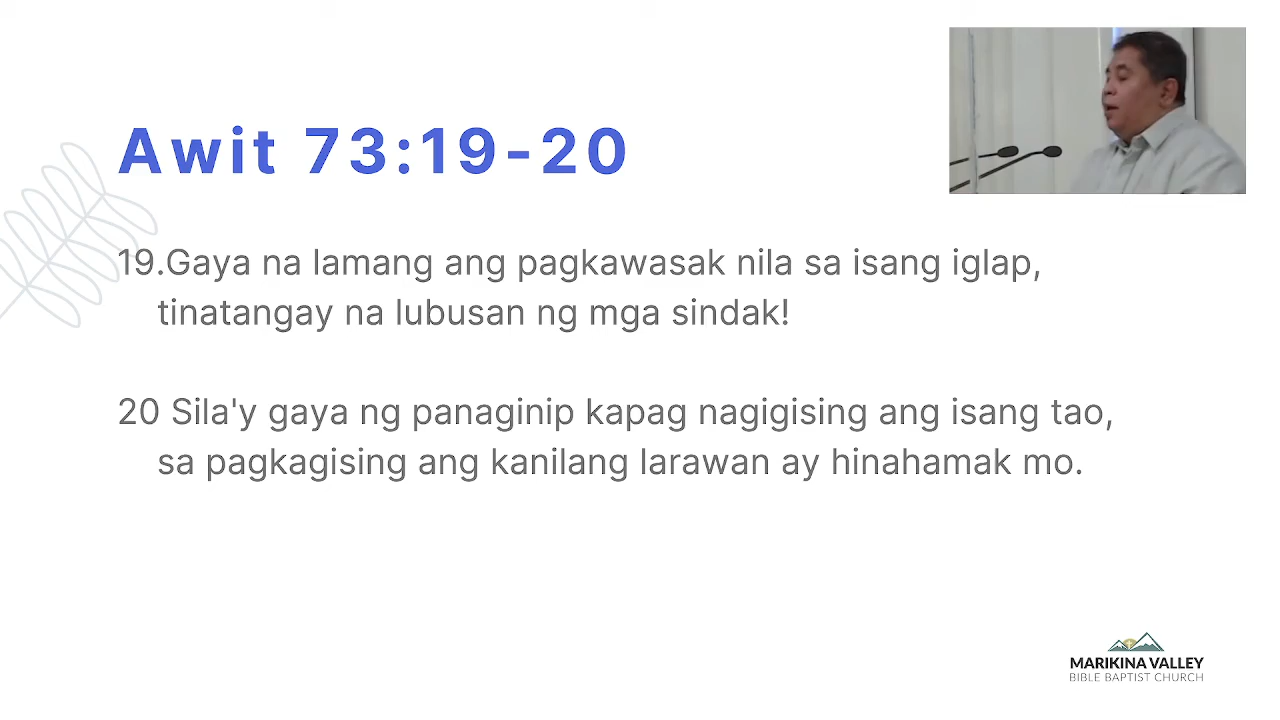 Awit 73:19-20
19.Gaya na lamang ang pagkawasak nila sa isang iglap,
tinatangay na lubusan ng mga sindak!
20 Sila'y gaya ng panaginip kapag nagigising ang isang tao,
sa pagkagising ang kanilang larawan ay hinahamak mo.
MARIKINA VALLEY
BIBLE BAPTIST CHURCH